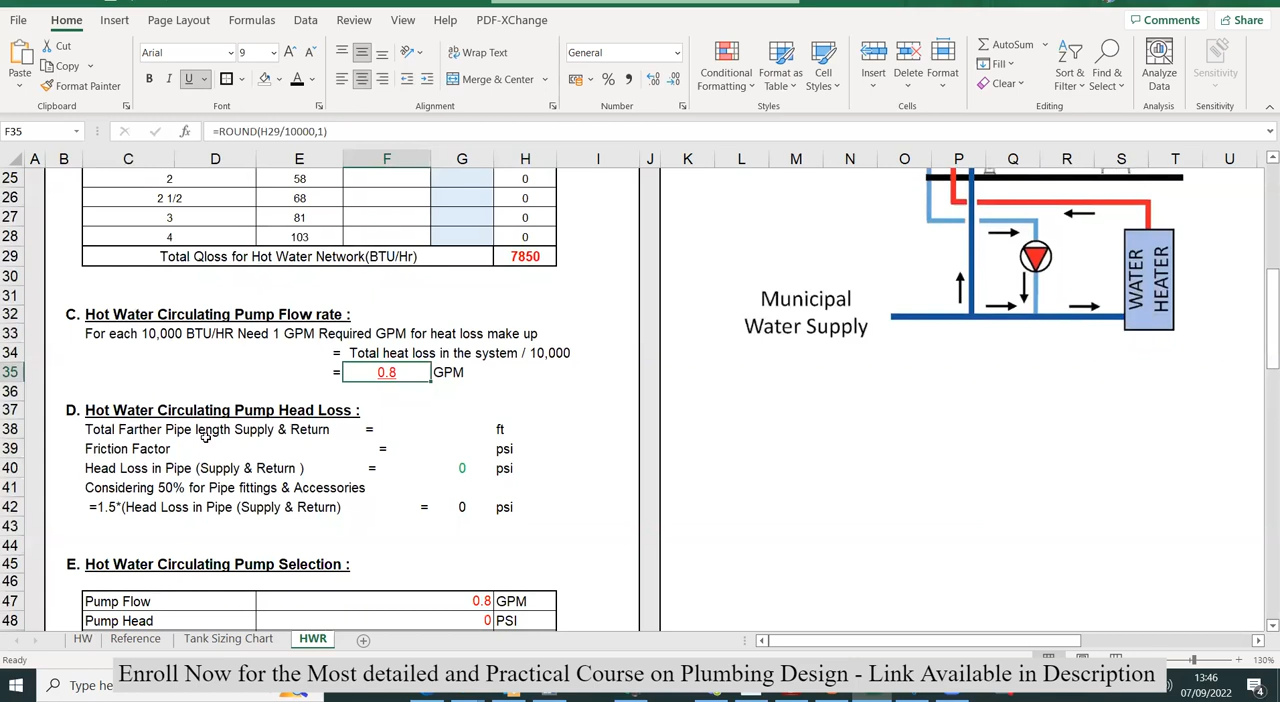 File Home Insert Page Layout Formulas Data Review View Help PDF-XChange Comments Share
Paste Cut Copy Format Painter Clipboard
Arial 9 A A B I U A Font
Wrap Text Merge & Center Alignment
General % 9 Number
Conditional Formatting Format as Table Cell Styles Styles
Insert Delete Format Cells
AutoSum Fill Clear Sort & Filter Find & Select Editing
Analyze Data Analysis
Sensitivity Sensitivity
F35 fx =ROUND(H29/10000,1)
A B C D E F G H I J K L M N O P Q R S T U
25 2 58 0
26 2 1/2 68 0
27 3 81 0
28 4 103 0
29 Total Qloss for Hot Water Network(BTU/Hr) 7850
30
31
32 C. Hot Water Circulating Pump Flow rate :
33 For each 10,000 BTU/HR Need 1 GPM Required GPM for heat loss make up
34 = Total heat loss in the system / 10,000
35 = 0.8 GPM
36
37 D. Hot Water Circulating Pump Head Loss :
38 Total Farther Pipe length Supply & Return = ft
39 Friction Factor = psi
40 Head Loss in Pipe (Supply & Return ) = 0 psi
41 Considering 50% for Pipe fittings & Accessories
42 =1.5*(Head Loss in Pipe (Supply & Return) = 0 psi
43
44
45 E. Hot Water Circulating Pump Selection :
46
47 Pump Flow 0.8 GPM
48 Pump Head 0 PSI
WATER
HEATER
Municipal
Water Supply
HW Reference Tank Sizing Chart HWR
Ready 130%
Type he
Enroll Now for the Most detailed and Practical Course on Plumbing Design - Link Available in Description
13:46
07/09/2022
4